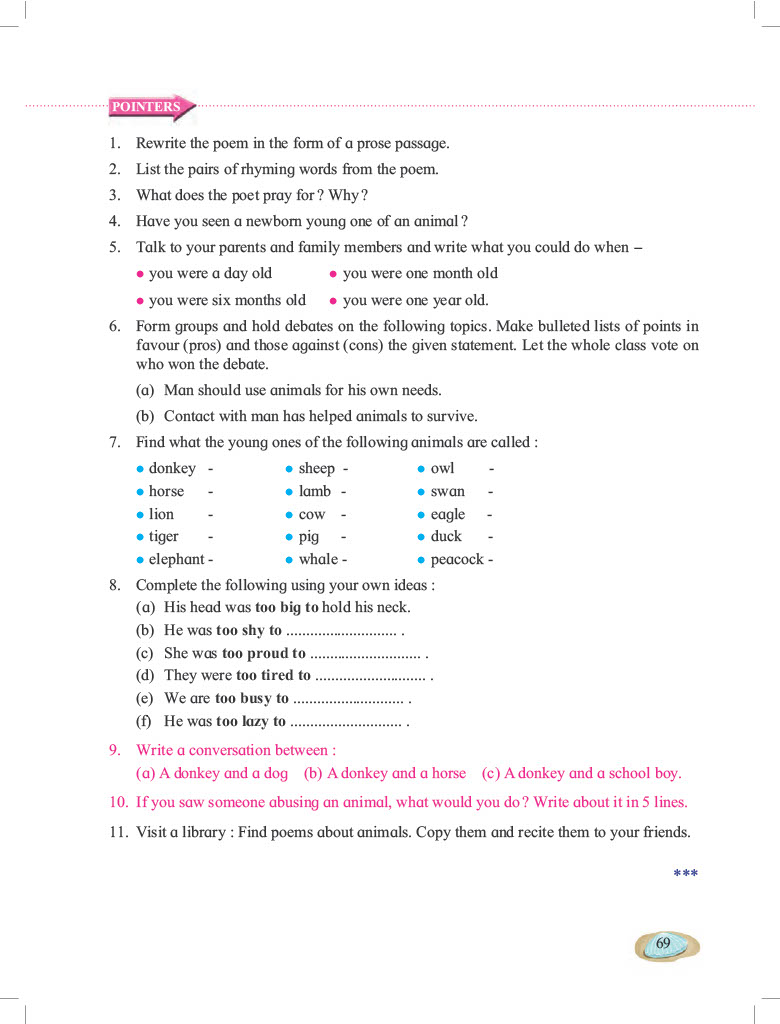 POINTERS
1. Rewrite the poem in the form of a prose passage.
2. List the pairs of rhyming words from the poem.
3. What does the poet pray for? Why?
4. Have you seen a newborn young one of an animal?
5. Talk to your parents and family members and write what you could do when –
● you were a day old ● you were one month old
● you were six months old ● you were one year old.
6. Form groups and hold debates on the following topics. Make bulleted lists of points in
favour (pros) and those against (cons) the given statement. Let the whole class vote on
who won the debate.
(a) Man should use animals for his own needs.
(b) Contact with man has helped animals to survive.
7. Find what the young ones of the following animals are called :
● donkey - ● sheep - ● owl -
● horse - ● lamb - ● swan -
● lion - ● cow - ● eagle -
● tiger - ● pig - ● duck -
● elephant - ● whale - ● peacock -
8. Complete the following using your own ideas :
(a) His head was too big to hold his neck.
(b) He was too shy to ............................ .
(c) She was too proud to ............................ .
(d) They were too tired to ............................ .
(e) We are too busy to ............................ .
(f) He was too lazy to ............................ .
9. Write a conversation between :
(a) A donkey and a dog (b) A donkey and a horse (c) A donkey and a school boy.
10. If you saw someone abusing an animal, what would you do? Write about it in 5 lines.
11. Visit a library : Find poems about animals. Copy them and recite them to your friends.
***
69